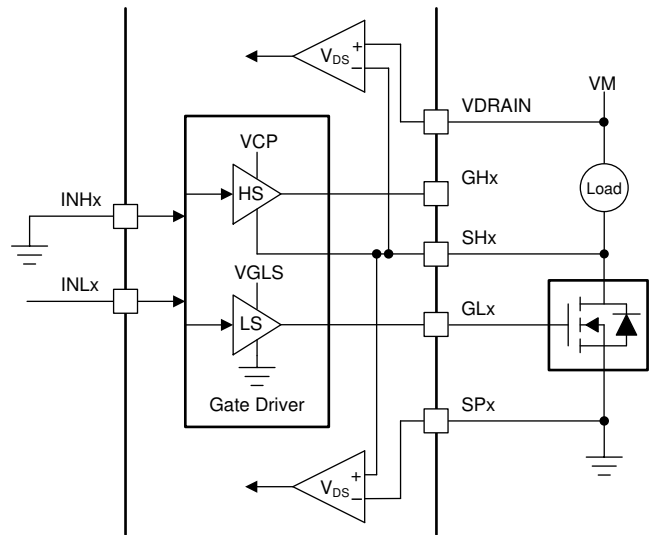 V_DS + −
VM
VDRAIN
VCP
GHx
HS
Load
INHx
SHx
VGLS
INLx
GLx
LS
Gate Driver
SPx
V_DS + −